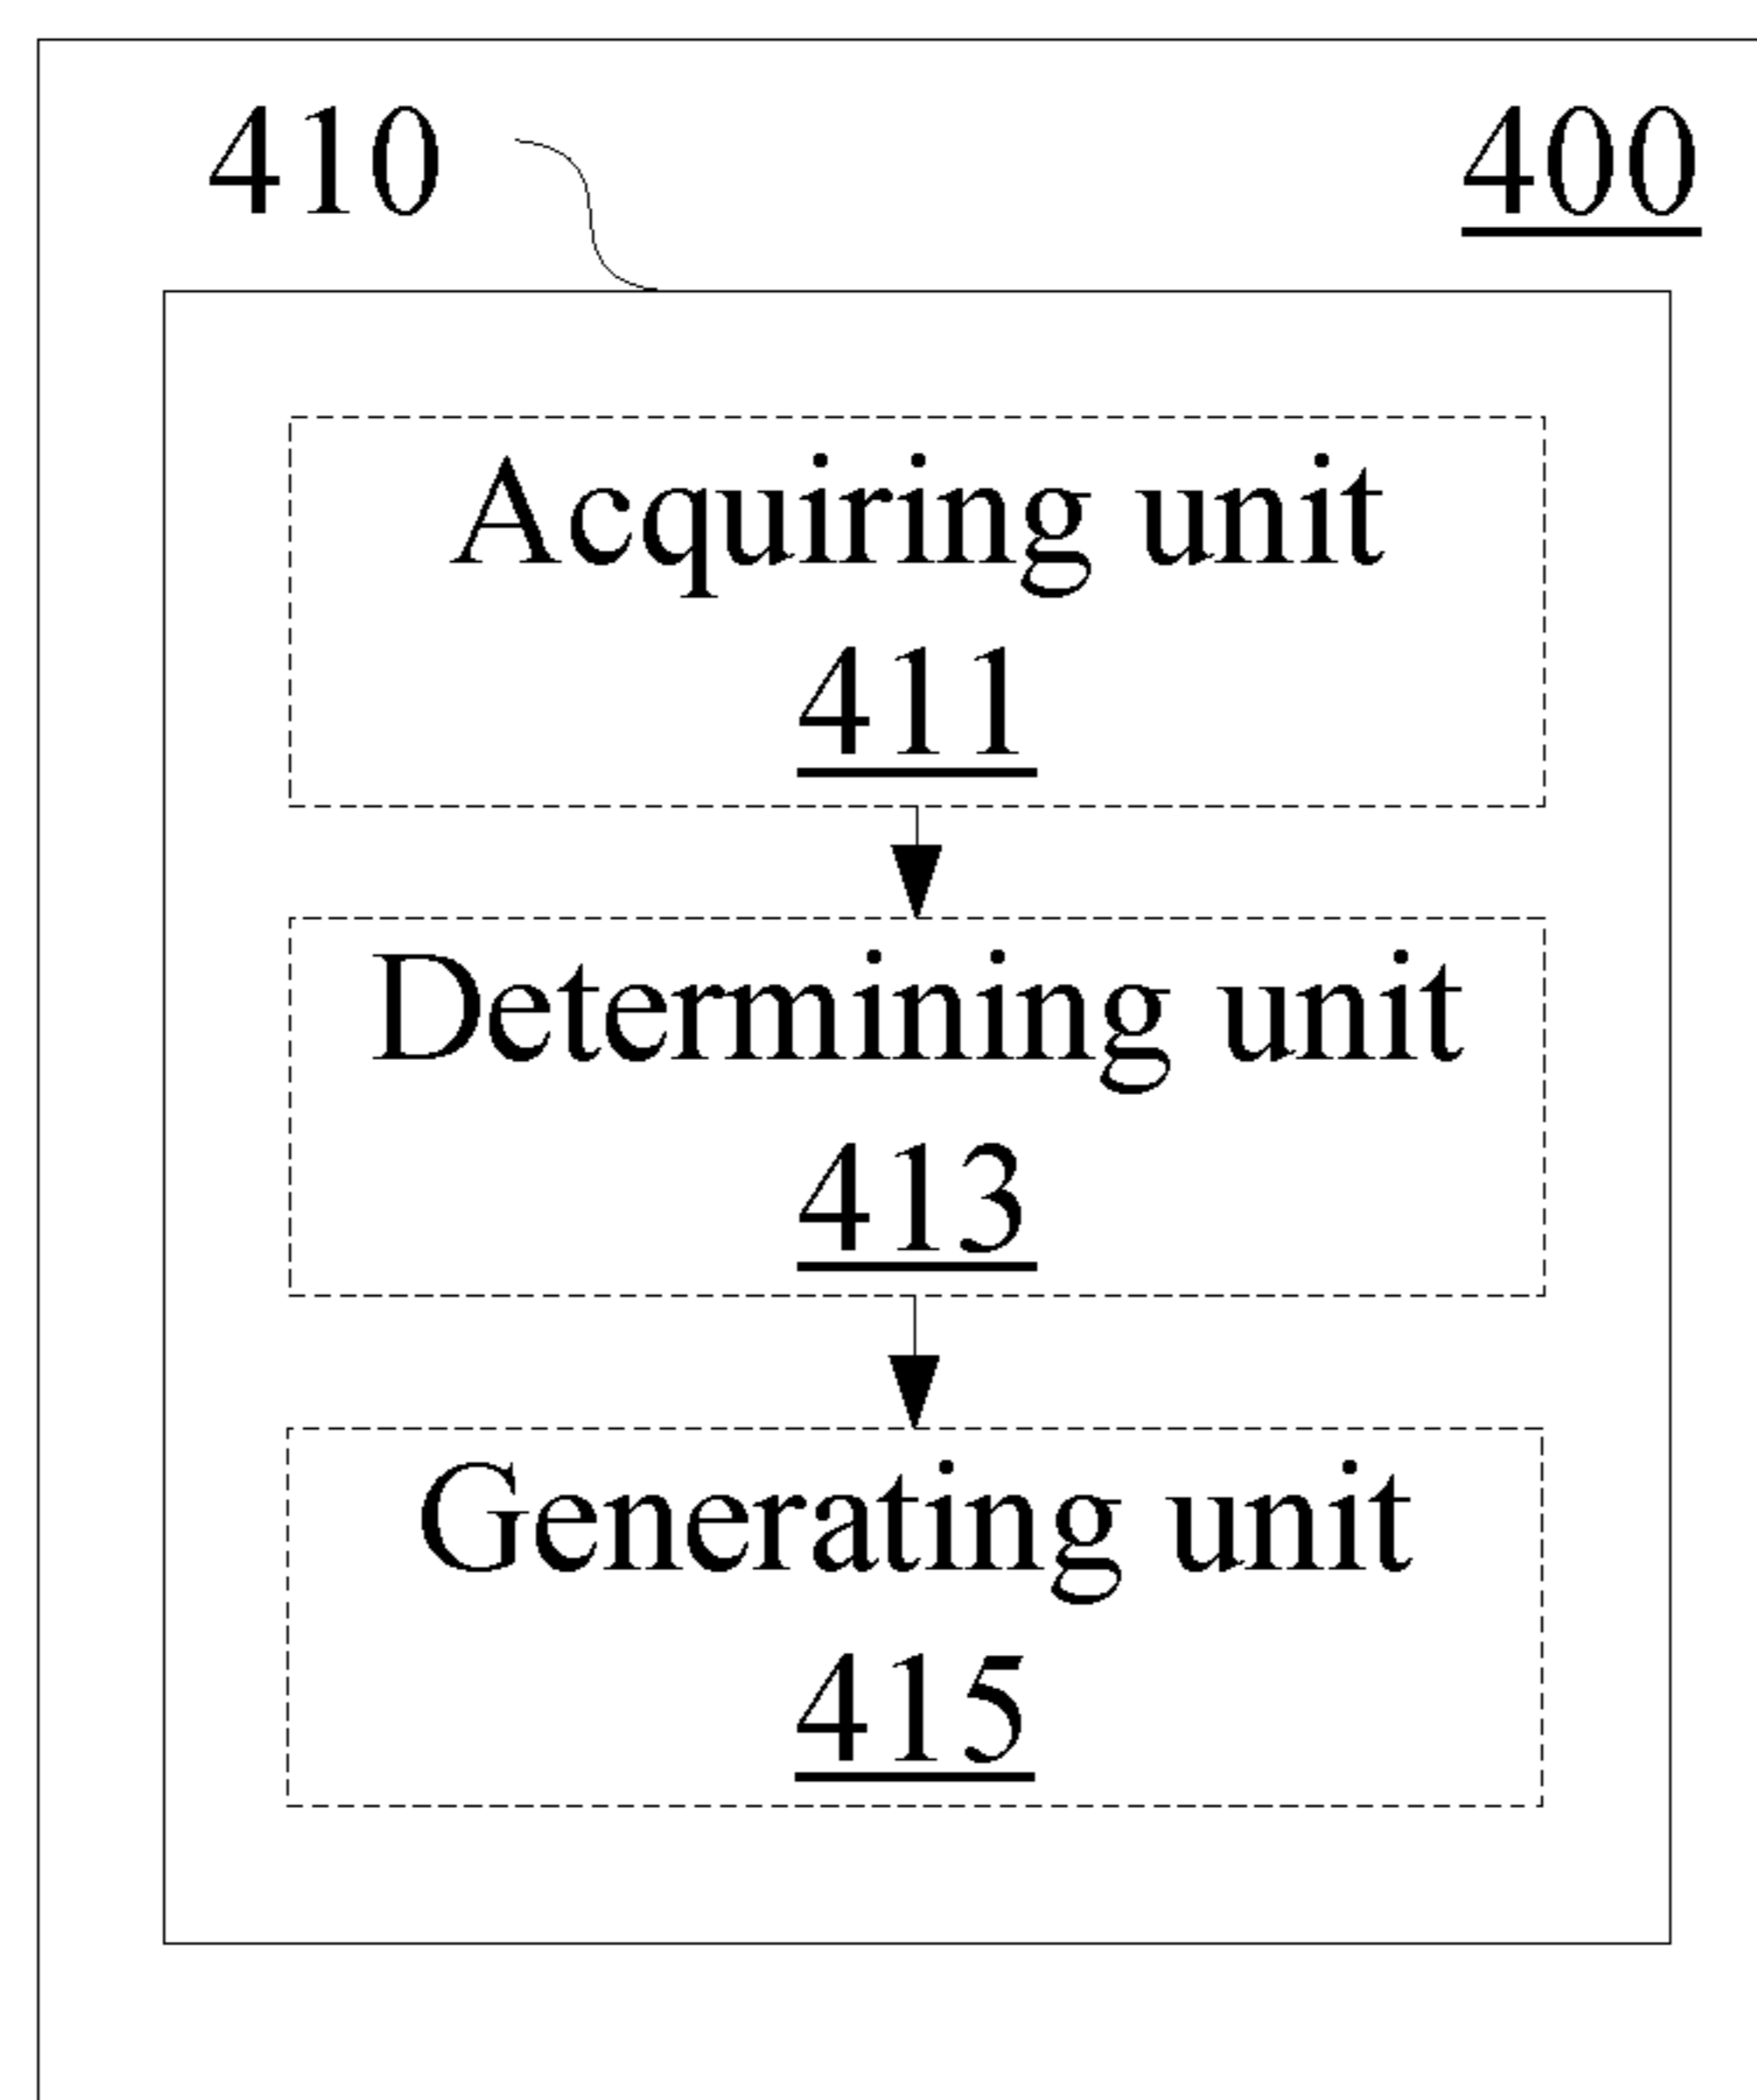 410 400
Acquiring unit
411
Determining unit
413
Generating unit
415